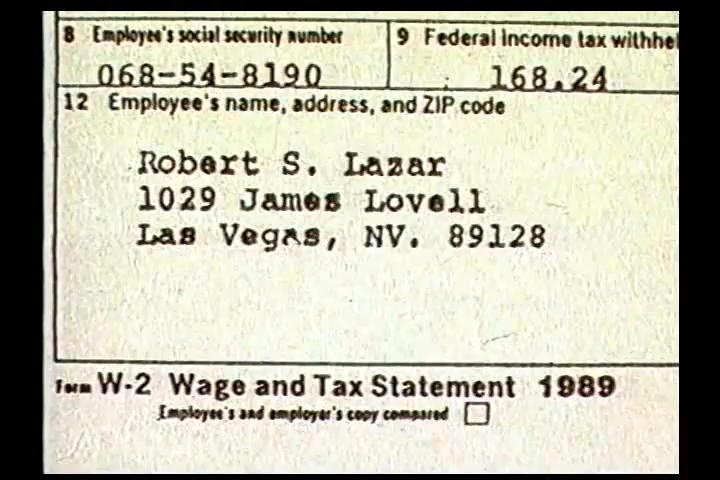 8 Employee's social security number 9 Federal income tax withhel
068-54-8190 168.24
12 Employee's name, address, and ZIP code
Robert S. Lazar
1029 James Lovell
Las Vegas, NV. 89128
Form W-2 Wage and Tax Statement 1989
Employee's and employer's copy compared